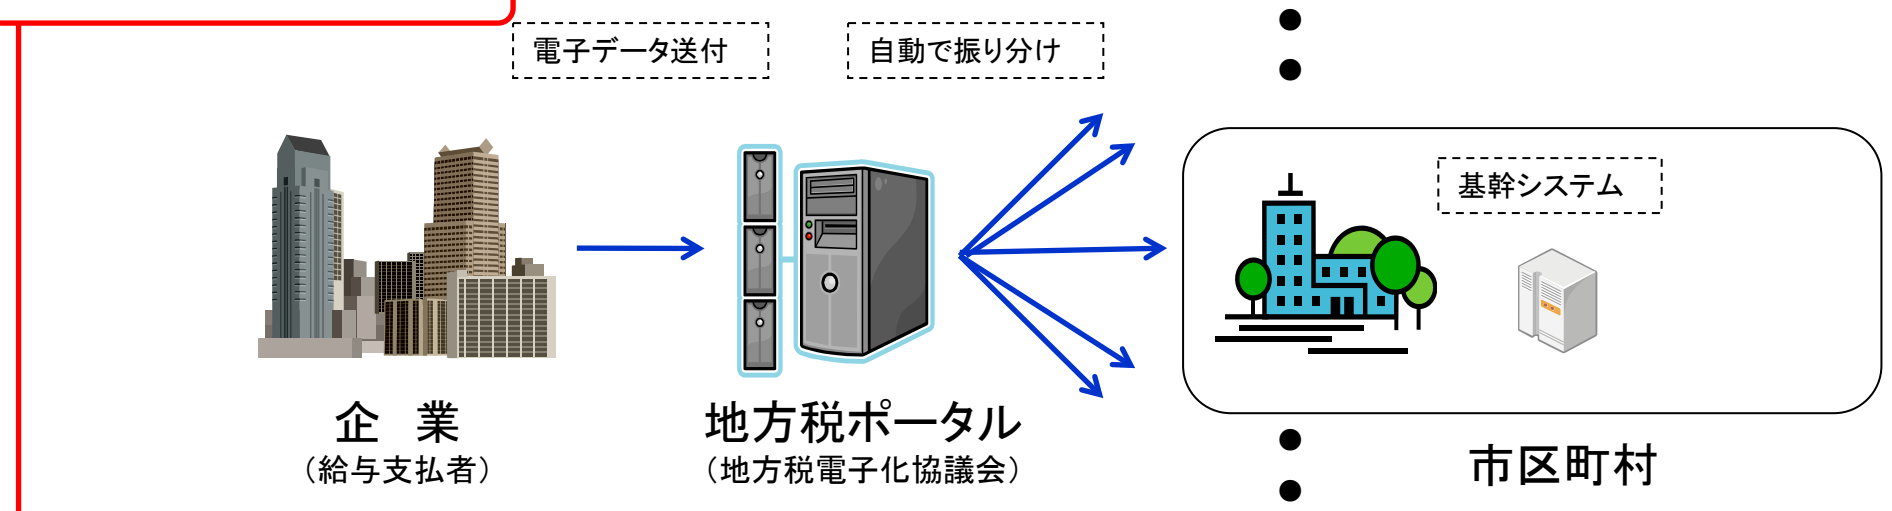 電子データ送付
自動で振り分け
基幹システム
企　業
（給与支払者）
地方税ポータル
（地方税電子化協議会）
市区町村